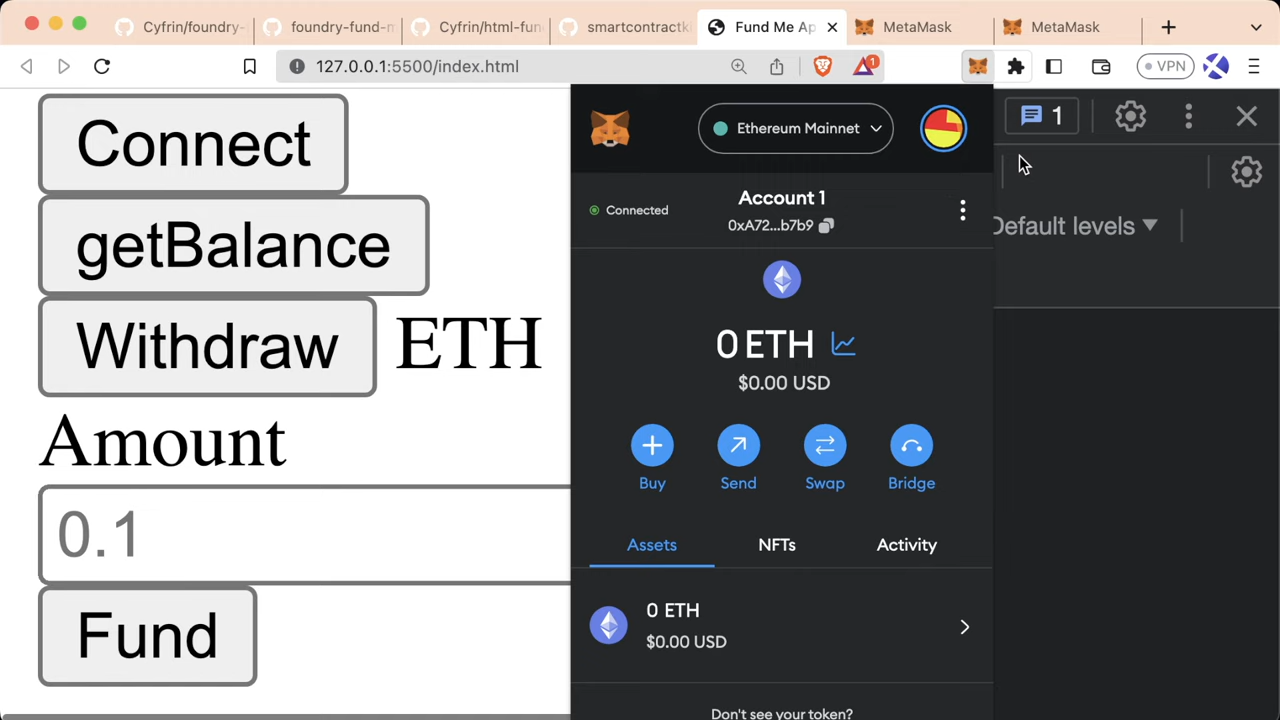 Cyfrin/foundry-
foundry-fund-m
Cyfrin/html-fun
smartcontractk
Fund Me Ap
MetaMask
MetaMask
127.0.0.1:5500/index.html
1
VPN
Connect
getBalance
Withdraw
ETH
Amount
0.1
Fund
Ethereum Mainnet
Connected
Account 1
0xA72...b7b9
0 ETH
$0.00 USD
Buy
Send
Swap
Bridge
Assets
NFTs
Activity
0 ETH
$0.00 USD
Don't see your token?
1
Default levels